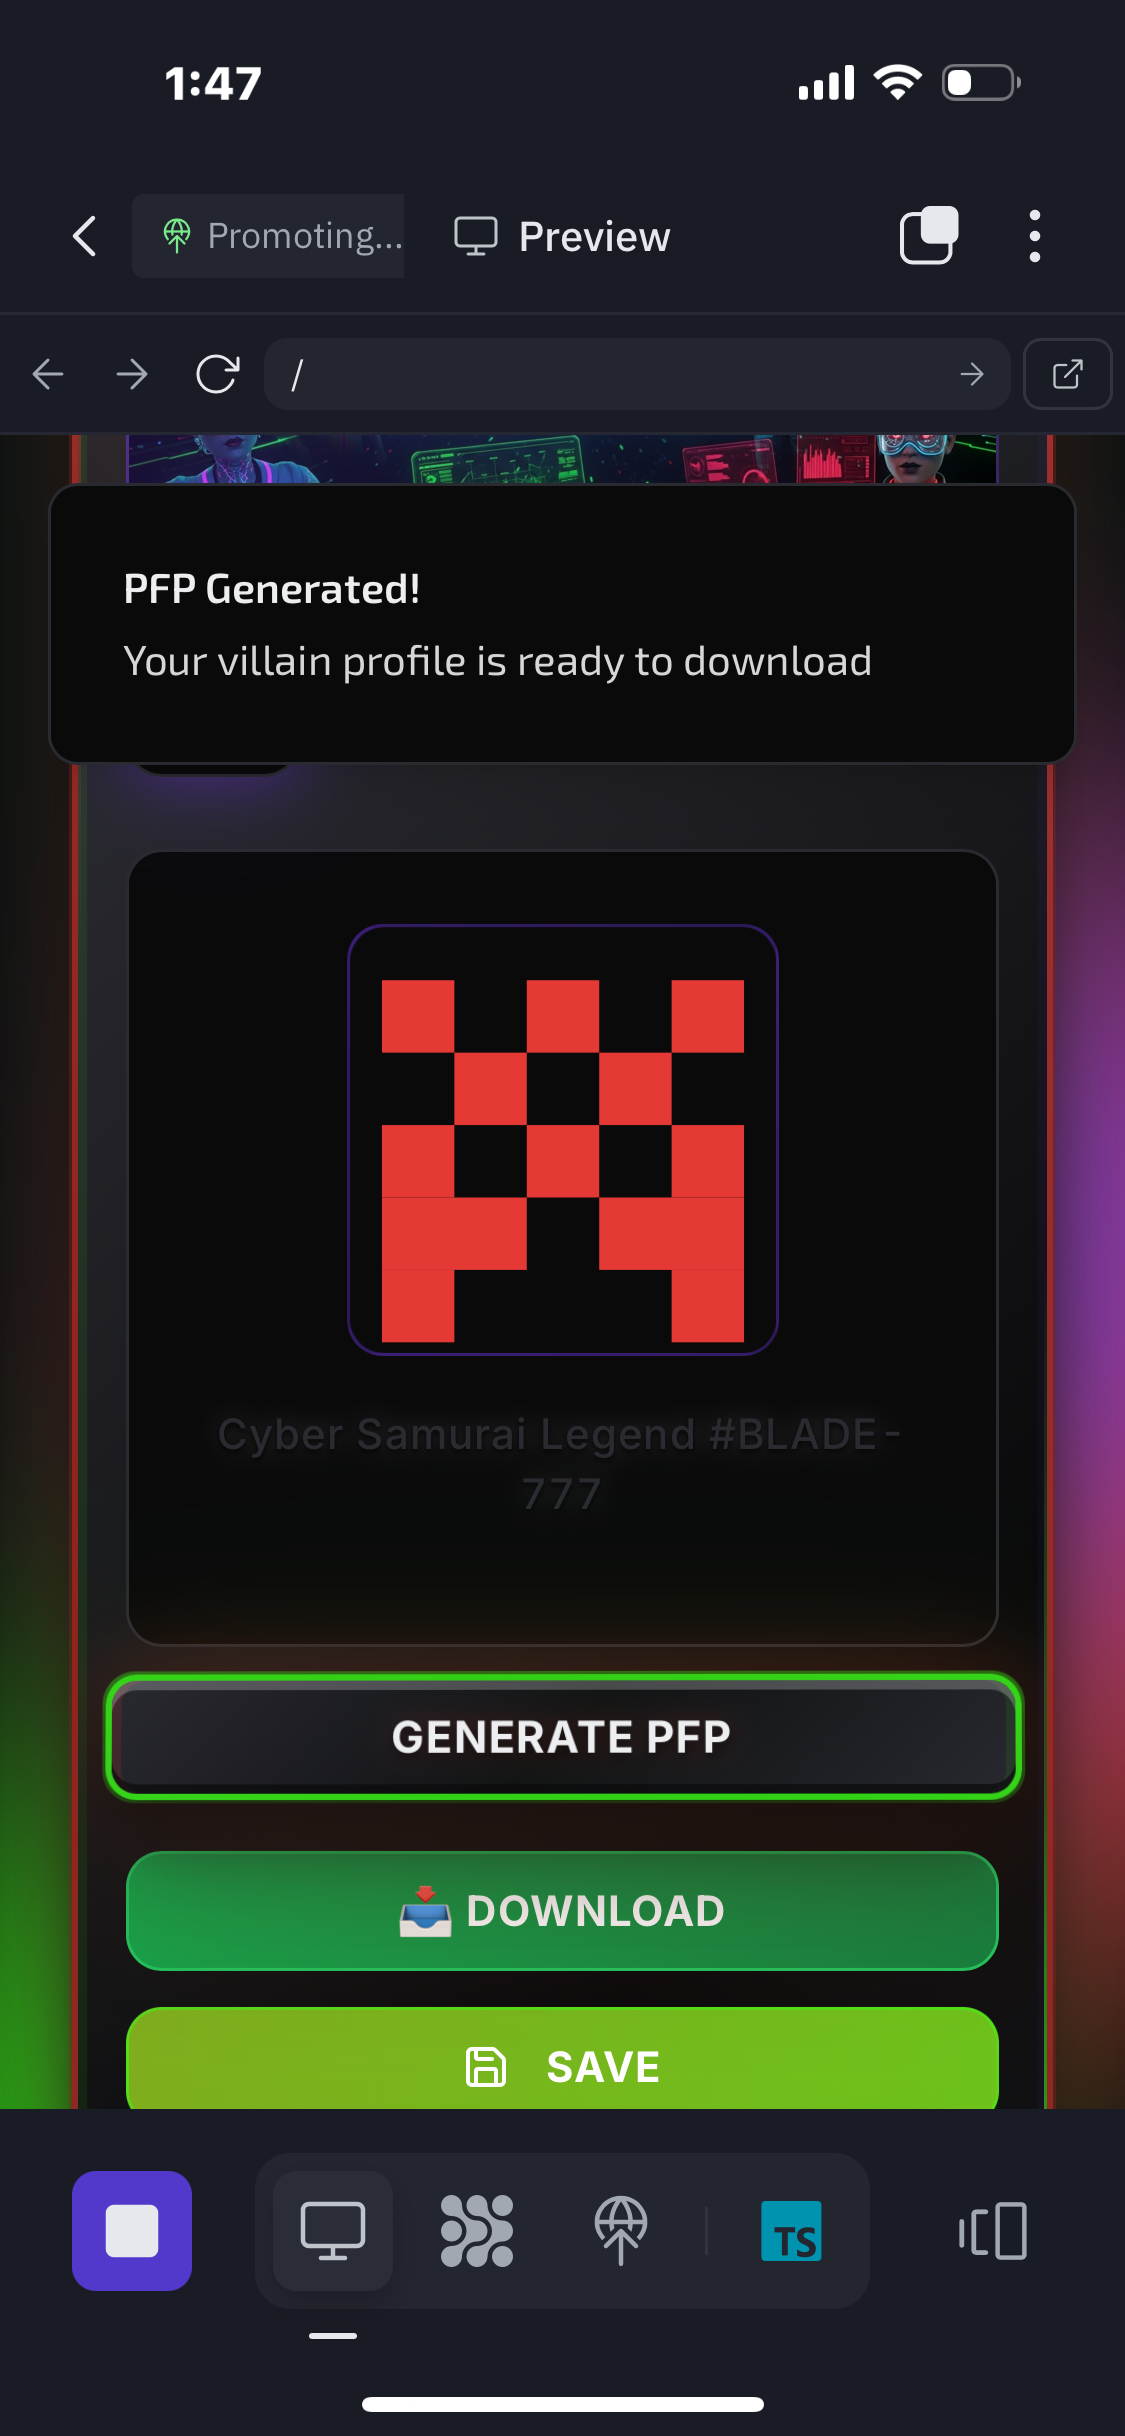 1:47
Promoting...
Preview
/
PFP Generated!
Your villain profile is ready to download
Cyber Samurai Legend #BLADE-
777
GENERATE PFP
DOWNLOAD
SAVE
TS